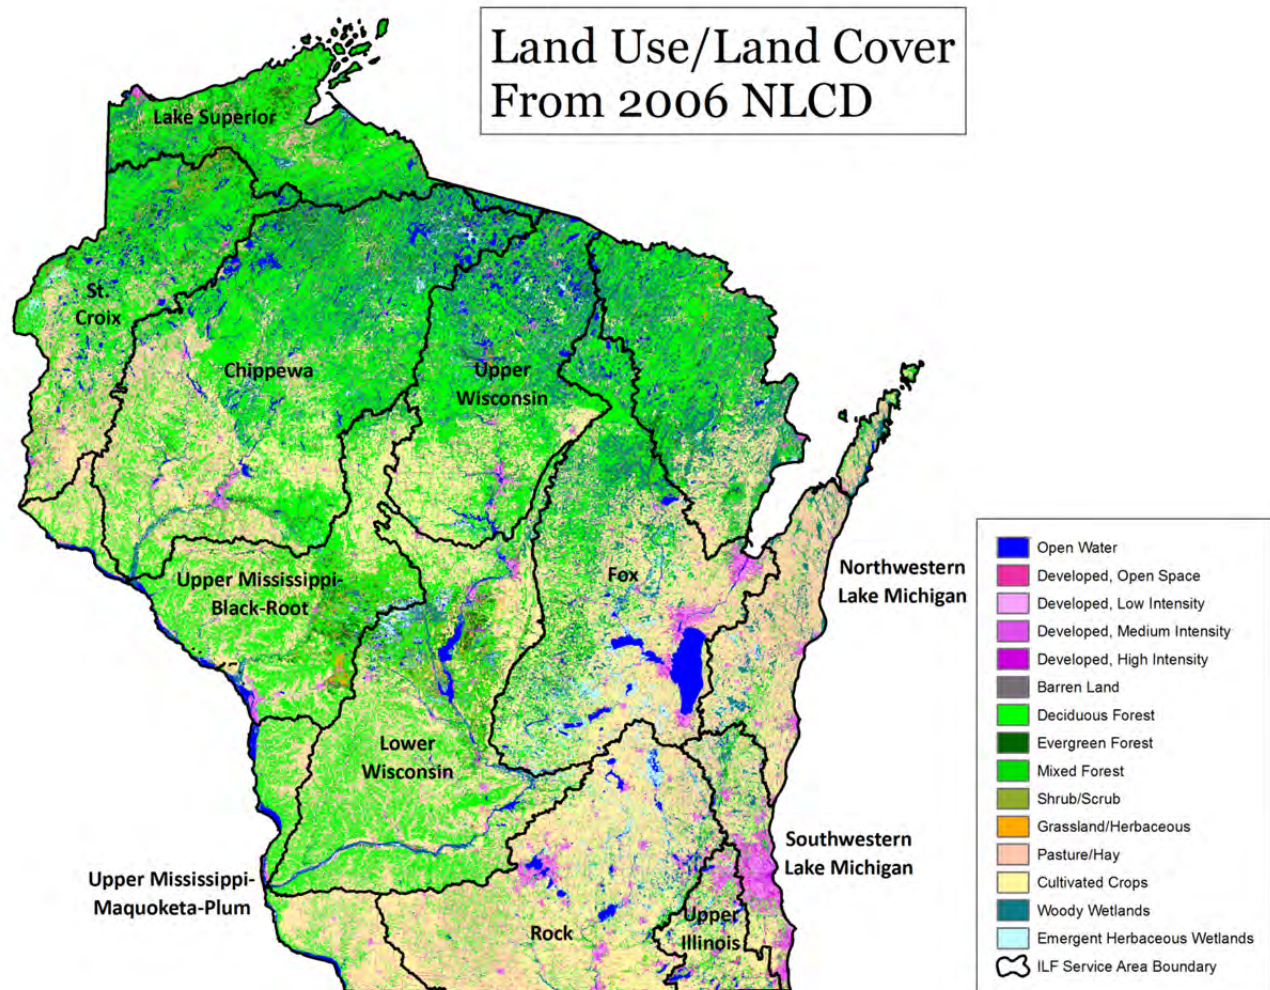 Land Use/Land Cover
From 2006 NLCD
Lake Superior
St.
Croix
Chippewa
Upper
Wisconsin
Upper Mississippi-
Black-Root
Fox
Northwestern
Lake Michigan
Lower
Wisconsin
Southwestern
Lake Michigan
Upper Mississippi-
Maquoketa-Plum
Rock
Upper
Illinois
Open Water
Developed, Open Space
Developed, Low Intensity
Developed, Medium Intensity
Developed, High Intensity
Barren Land
Deciduous Forest
Evergreen Forest
Mixed Forest
Shrub/Scrub
Grassland/Herbaceous
Pasture/Hay
Cultivated Crops
Woody Wetlands
Emergent Herbaceous Wetlands
ILF Service Area Boundary